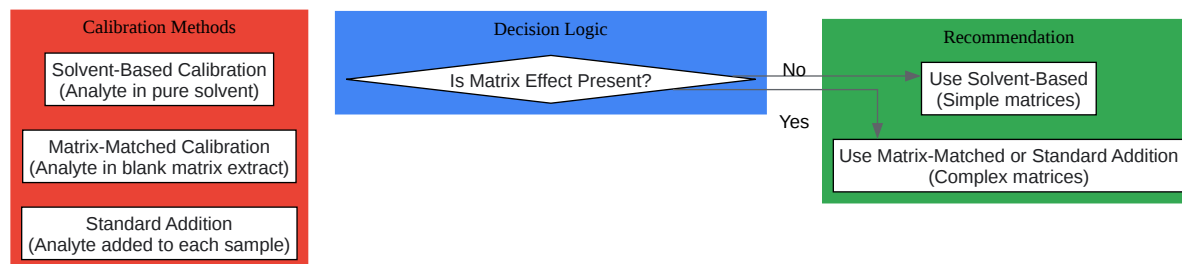 Calibration Methods
Solvent-Based Calibration
(Analyte in pure solvent)
Matrix-Matched Calibration
(Analyte in blank matrix extract)
Standard Addition
(Analyte added to each sample)
Decision Logic
Is Matrix Effect Present?
No
Yes
Recommendation
Use Solvent-Based
(Simple matrices)
Use Matrix-Matched or Standard Addition
(Complex matrices)